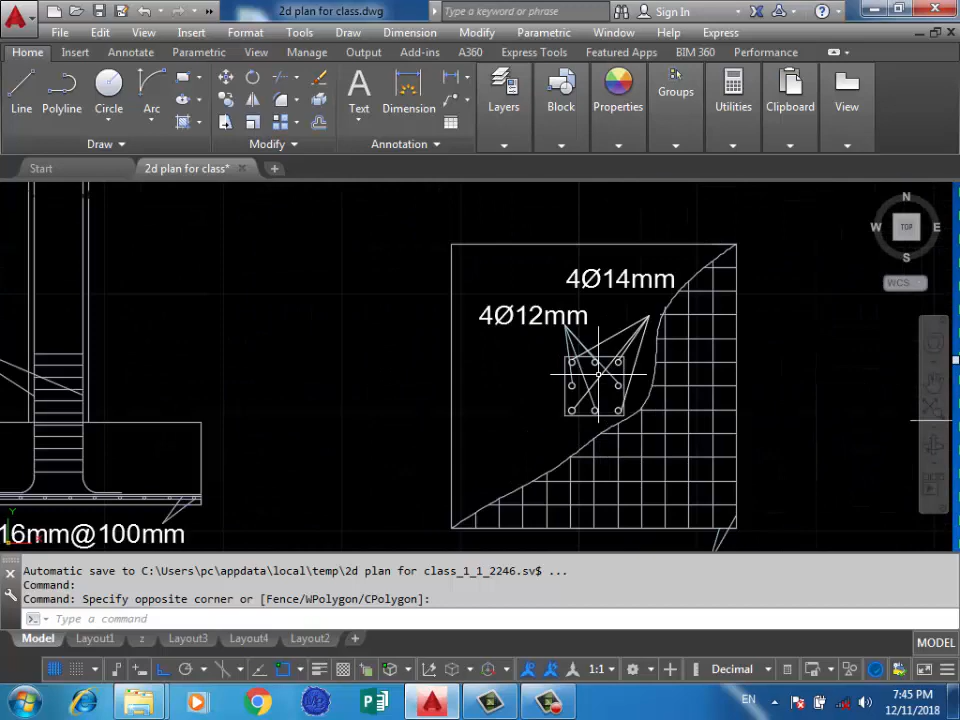 2d plan for class.dwg
Type a keyword or phrase
Sign In
File Edit View Insert Format Tools Draw Dimension Modify Parametric Window Help Express
Home Insert Annotate Parametric View Manage Output Add-ins A360 Express Tools Featured Apps BIM 360 Performance
Line Polyline Circle Arc Text Dimension Layers Block Properties Groups Utilities Clipboard View
Draw Modify Annotation
Start 2d plan for class*
N
W TOP E
S
WCS
4Ø14mm
4Ø12mm
16mm@100mm
Y
Automatic save to C:\Users\pc\appdata\local\temp\2d plan for class_1_1_2246.sv$ ...
Command:
Command: Specify opposite corner or [Fence/WPolygon/CPolygon]:
Type a command
Model Layout1 z Layout3 Layout4 Layout2
MODEL
1:1 Decimal
EN
7:45 PM
12/11/2018